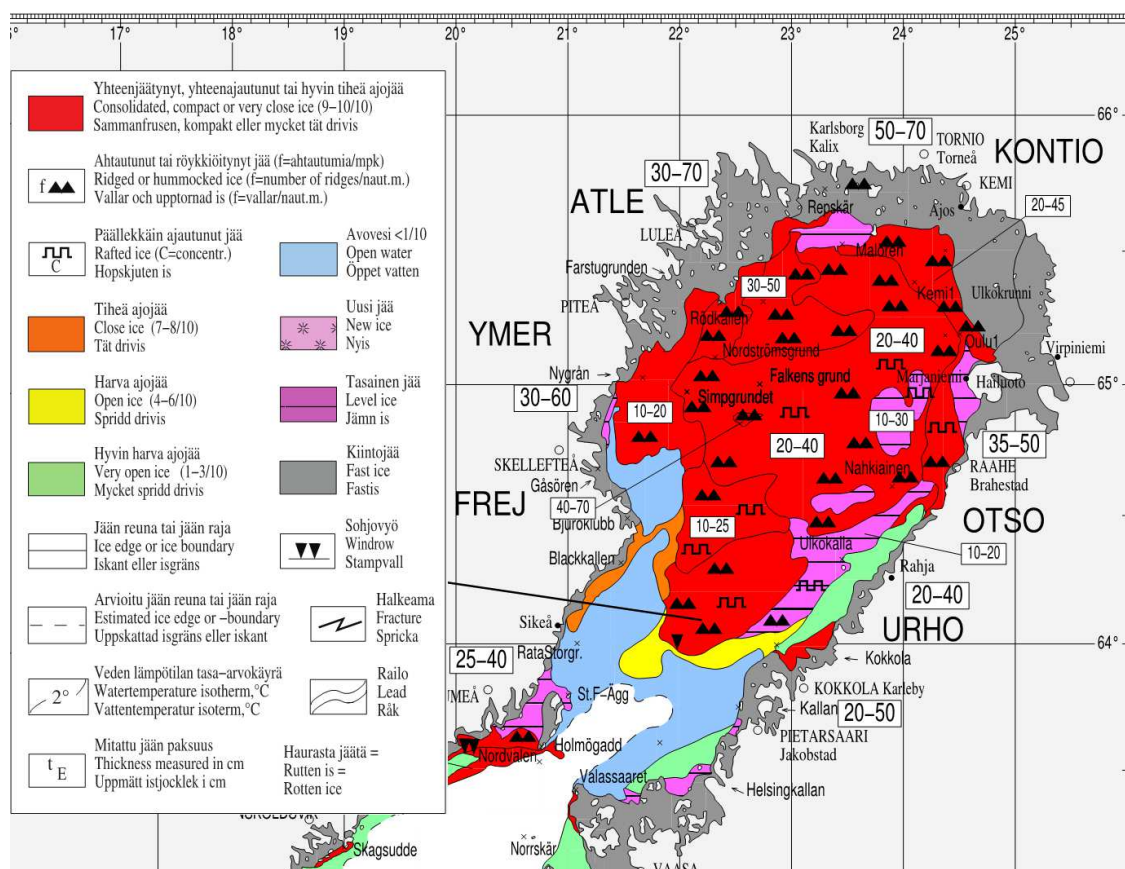 17°
18°
19°
20°
21°
22°
23°
24°
25°
Yhteenjäätynyt, yhteenajautunut tai hyvin tiheä ajojää
Consolidated, compact or very close ice (9-10/10)
Sammanfrusen, kompakt eller mycket tät drivis
f
Ahtautunut tai röykkiöitynyt jää (f=ahtautumia/mpk)
Ridged or hummocked ice (f=number of ridges/naut.m.)
Vallar och upptornad is (f=vallar/naut.m.)
C
Päällekkäin ajautunut jää
Rafted ice (C=concentr.)
Hopskjuten is
Avovesi <1/10
Open water
Öppet vatten
Tiheä ajojää
Close ice (7-8/10)
Tät drivis
Uusi jää
New ice
Nyis
Harva ajojää
Open ice (4-6/10)
Spridd drivis
Tasainen jää
Level ice
Jämn is
Hyvin harva ajojää
Very open ice (1-3/10)
Mycket spridd drivis
Kiintojää
Fast ice
Fastis
Jään reuna tai jään raja
Ice edge or ice boundary
Iskant eller isgräns
Sohjovyö
Windrow
Stampvall
Arvioitu jään reuna tai jään raja
Estimated ice edge or -boundary
Uppskattad isgräns eller iskant
Halkeama
Fracture
Spricka
2°
Veden lämpötilan tasa-arvokäyrä
Watertemperature isotherm,°C
Vattentemperatur isoterm,°C
Railo
Lead
Råk
t E
Mitattu jään paksuus
Thickness measured in cm
Uppmätt istjocklek i cm
Haurasta jäätä =
Rutten is =
Rotten ice
66°
65°
64°
Karlsborg
Kalix
50-70
TORNIO
Torneå
KONTIO
KEMI
30-70
ATLE
Repskär
Ajos
20-45
LULEÅ
Malören
Farstugrunden
30-50
Kemi1
Ulkokrunni
PITEÅ
Rödkallen
YMER
Nordströmsgrund
20-40
Oulu1
Virpiniemi
Nygrån
Falkens grund
Marjaniemi
Hailuoto
30-60
Simpgrundet
10-20
10-30
35-50
20-40
SKELLEFTEÅ
Gåsören
Nahkiainen
RAAHE
Brahestad
FREJ
40-70
Bjuröklubb
10-25
OTSO
Ulkokalla
10-20
Blackkallen
Rahja
20-40
Sikeå
URHO
RataStorgr.
Kokkola
25-40
UMEÅ
St.F-Ägg
KOKKOLA Karleby
Kallan
20-50
PIETARSAARI
Jakobstad
Nordvalen
Holmögadd
Valassaaret
Helsingkallan
Skagsudde
Norrskär
VAASA